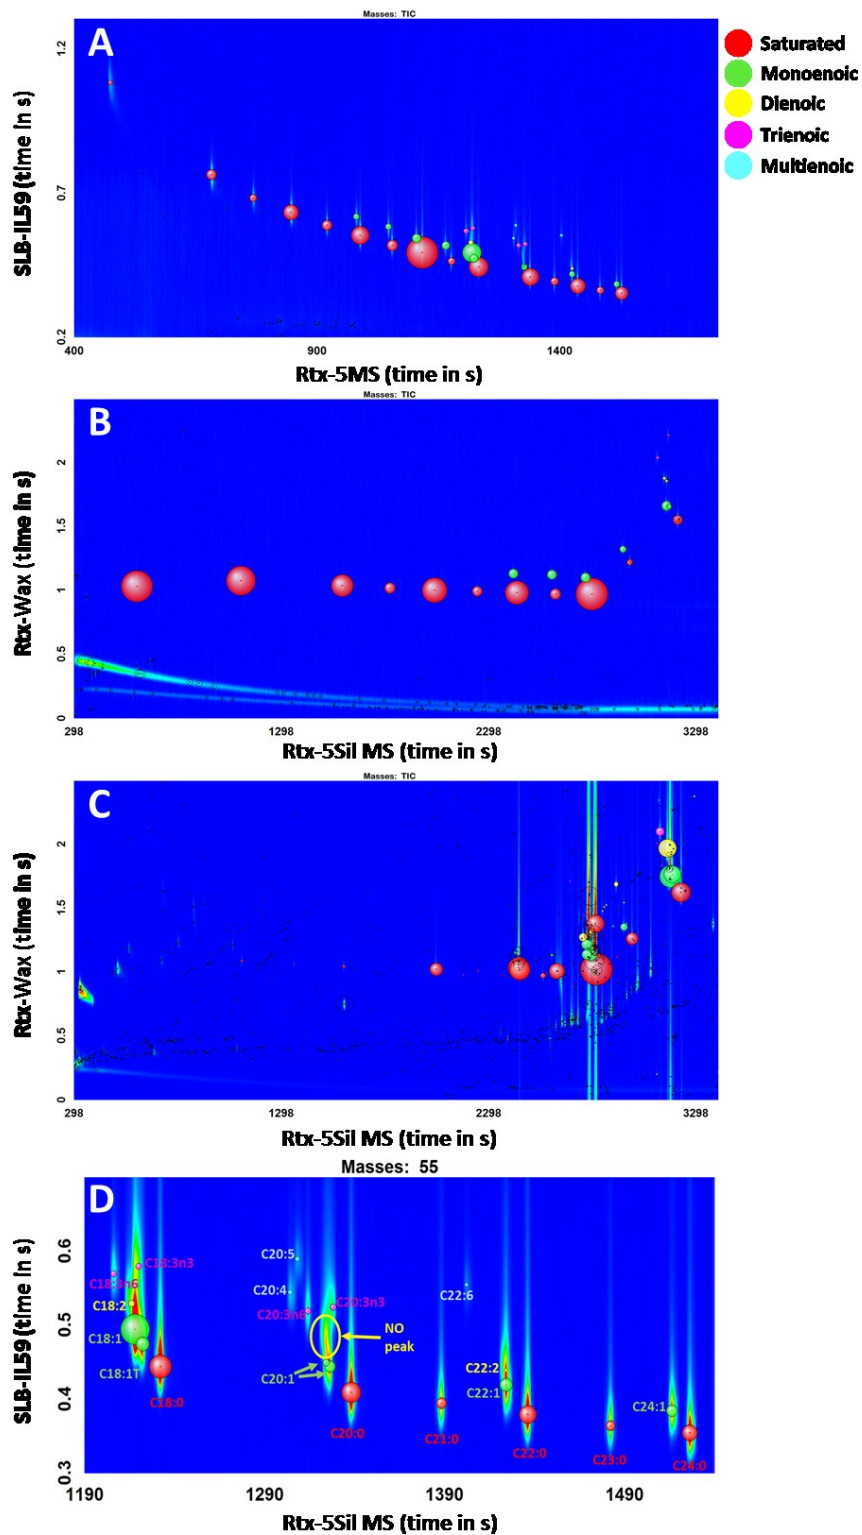 Masses: TIC
A
SLB-IL59 (time in s)
1.2
0.7
0.2
400
900
1400
Rtx-5MS (time in s)
Saturated
Monoenoic
Dienoic
Trienoic
Multienoic
Masses: TIC
B
Rtx-Wax (time in s)
2
1.5
1
0.5
0
298
1298
2298
3298
Rtx-5Sil MS (time in s)
Masses: TIC
C
Rtx-Wax (time in s)
2
1.5
1
0.5
0
298
1298
2298
3298
Rtx-5Sil MS (time in s)
Masses: 55
D
SLB-IL59 (time in s)
0.6
0.5
0.4
0.3
C18:3n3
C18:3n6
C18:2
C18:1
C18:1T
C18:0
C20:5
C20:4
C20:3n6
C20:3n3
NO
peak
C20:1
C20:0
C21:0
C22:6
C22:2
C22:1
C22:0
C23:0
C24:1
C24:0
1190
1290
1390
1490
Rtx-5Sil MS (time in s)